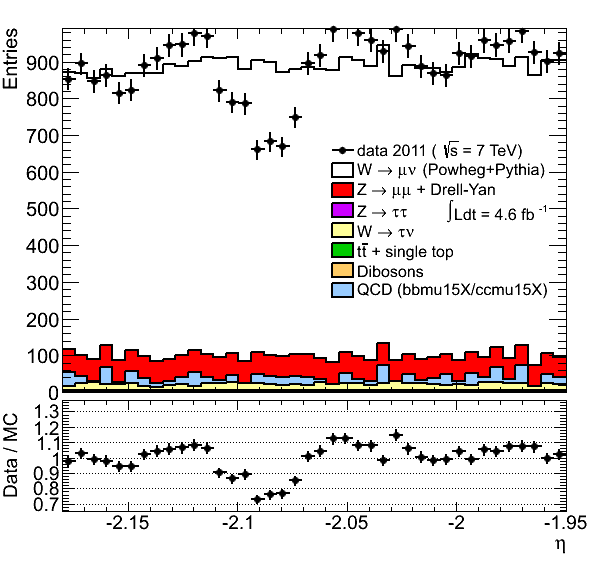 Entries
900
800
700
600
500
400
300
200
100
0
data 2011 ( √s = 7 TeV)
W → μν (Powheg+Pythia)
Z → μμ + Drell-Yan
Z → ττ
∫Ldt = 4.6 fb⁻¹
W → τν
tt̅ + single top
Dibosons
QCD (bbmu15X/ccmu15X)
Data / MC
1.3
1.2
1.1
1
0.9
0.8
0.7
-2.15 -2.1 -2.05 -2 -1.95
η